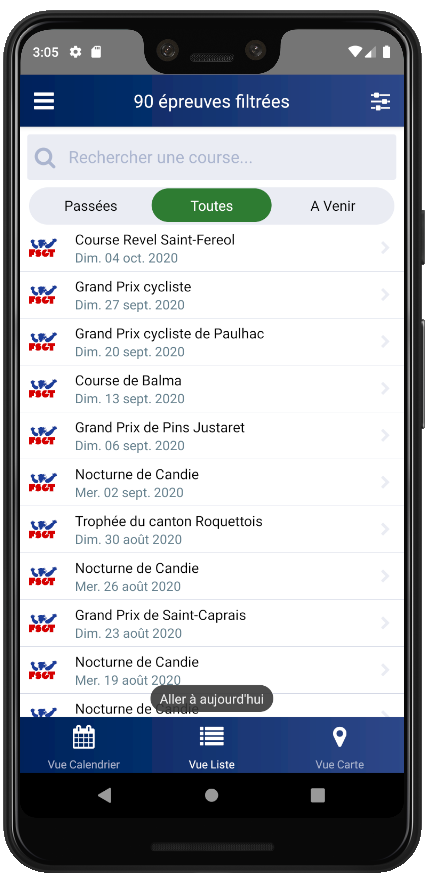 3:05
90 épreuves filtrées
Rechercher une course...
Passées
Toutes
A Venir
FSGT
Course Revel Saint-Fereol
Dim. 04 oct. 2020
FSGT
Grand Prix cycliste
Dim. 27 sept. 2020
FSGT
Grand Prix cycliste de Paulhac
Dim. 20 sept. 2020
FSGT
Course de Balma
Dim. 13 sept. 2020
FSGT
Grand Prix de Pins Justaret
Dim. 06 sept. 2020
FSGT
Nocturne de Candie
Mer. 02 sept. 2020
FSGT
Trophée du canton Roquettois
Dim. 30 août 2020
FSGT
Nocturne de Candie
Mer. 26 août 2020
FSGT
Grand Prix de Saint-Caprais
Dim. 23 août 2020
FSGT
Nocturne de Candie
Mer. 19 août 2020
Aller à aujourd'hui
Nocturne de Candie
Vue Calendrier
Vue Liste
Vue Carte